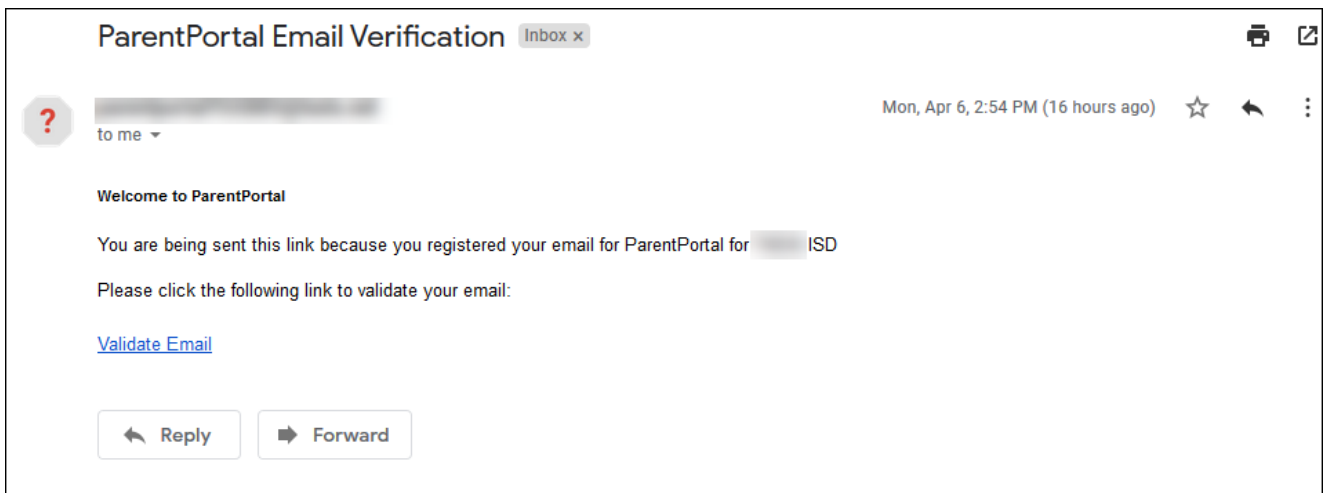 ParentPortal Email Verification Inbox x
?
Mon, Apr 6, 2:54 PM (16 hours ago)
to me
Welcome to ParentPortal
You are being sent this link because you registered your email for ParentPortal for ISD
Please click the following link to validate your email:
Validate Email
Reply Forward